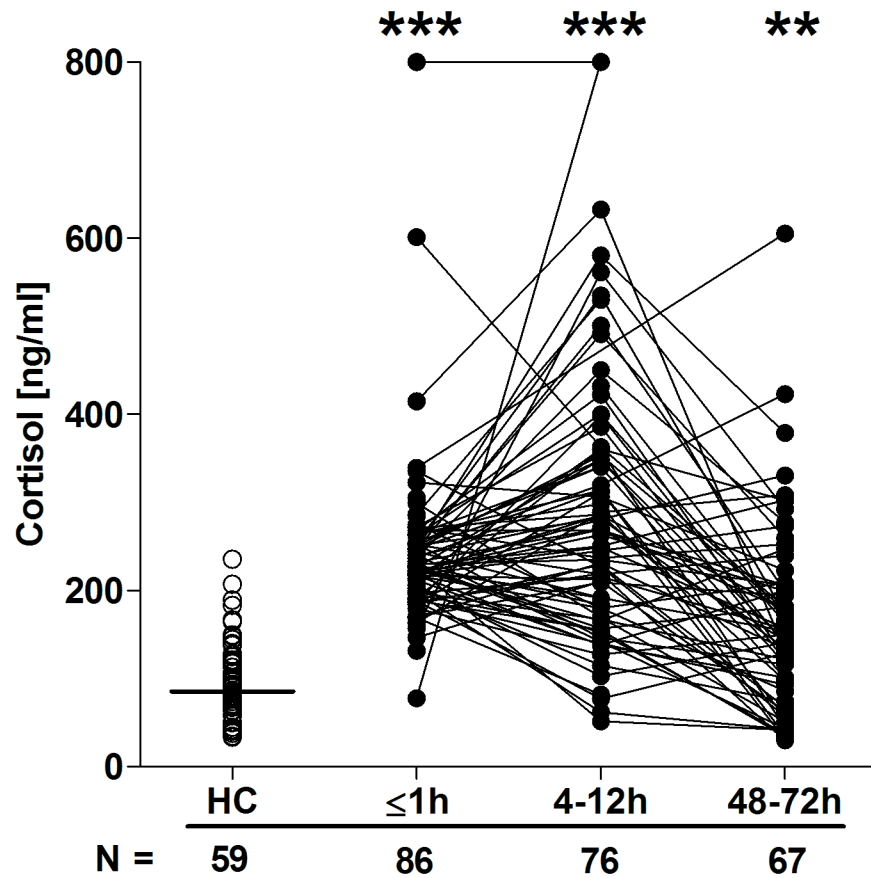 *** *** **
800
600
400
200
0
Cortisol [ng/ml]
HC ≤1h 4-12h 48-72h
N = 59 86 76 67